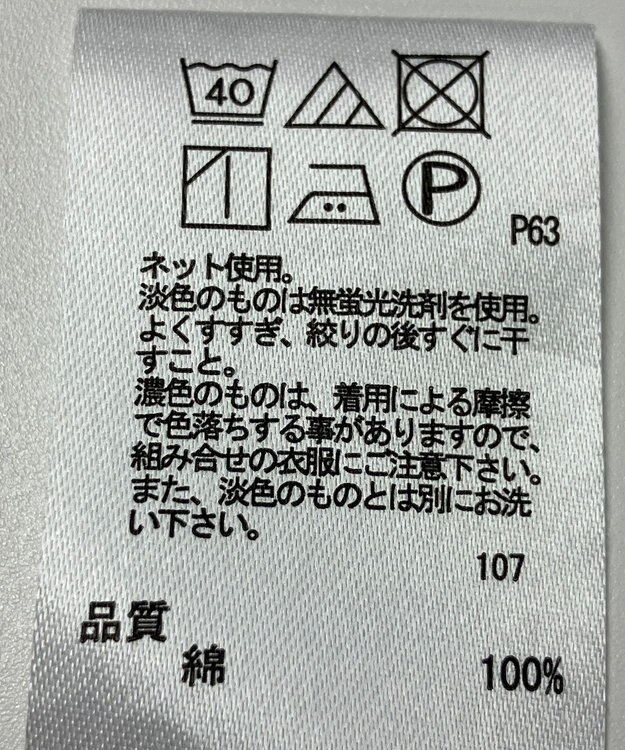 40
P
P63
ネット使用。
淡色のものは無蛍光洗剤を使用。
よくすすぎ、絞りの後すぐに干
すこと。
濃色のものは、着用による摩擦
で色落ちする事がありますので、
組み合せの衣服にご注意下さい。
また、淡色のものとは別にお洗
い下さい。
107
品質
綿 100%